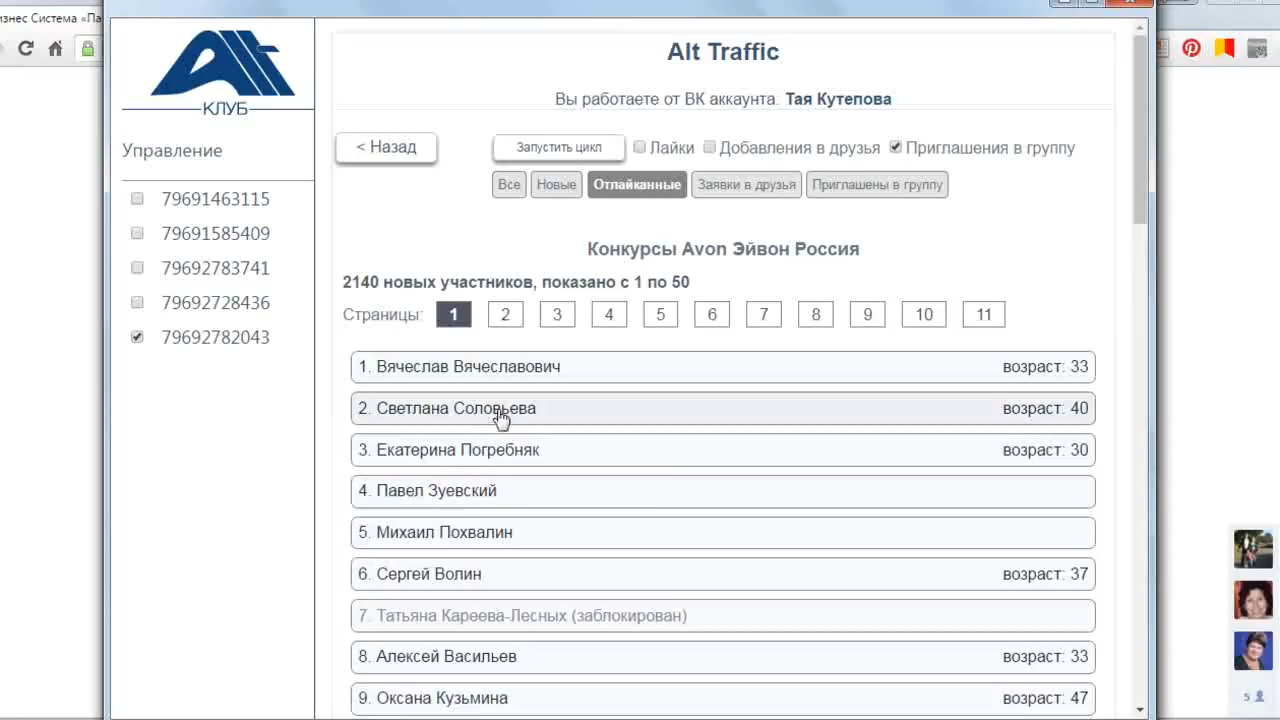 изнес Система «Па
Alt
КЛУБ
Alt Traffic
Вы работаете от ВК аккаунта: Тая Кутепова
Управление
< Назад
Запустить цикл
Лайки
Добавления в друзья
Приглашения в группу
Все
Новые
Отлайканные
Заявки в друзья
Приглашены в группу
79691463115
79691585409
79692783741
79692728436
79692782043
Конкурсы Avon Эйвон Россия
2140 новых участников, показано с 1 по 50
Страницы: 1 2 3 4 5 6 7 8 9 10 11
1. Вячеслав Вячеславович возраст: 33
2. Светлана Соловьева возраст: 40
3. Екатерина Погребняк возраст: 30
4. Павел Зуевский
5. Михаил Похвалин
6. Сергей Волин возраст: 37
7. Татьяна Кареева-Лесных (заблокирован)
8. Алексей Васильев возраст: 33
9. Оксана Кузьмина возраст: 47
5